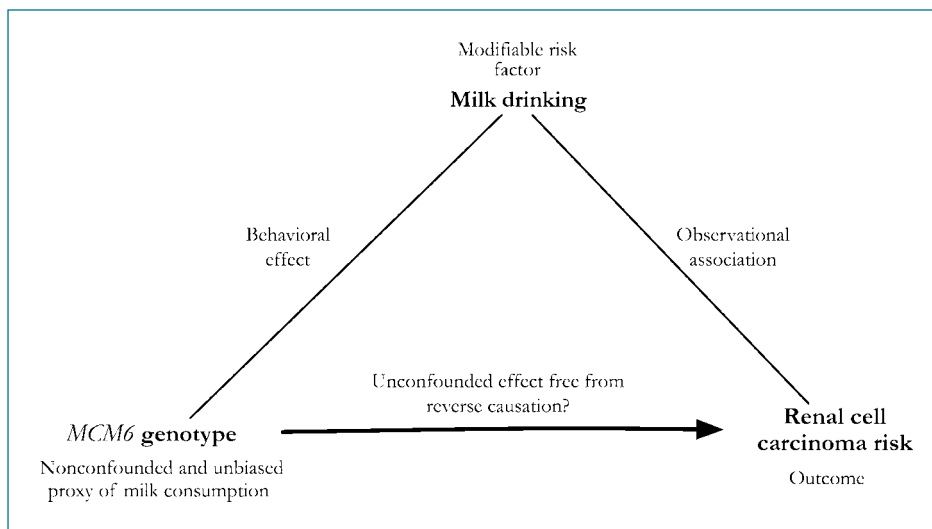 Modifiable risk
factor
Milk drinking
Behavioral
effect
Observational
association
Unconfounded effect free from
reverse causation?
MCM6 genotype
Nonconfounded and unbiased
proxy of milk consumption
Renal cell
carcinoma risk
Outcome